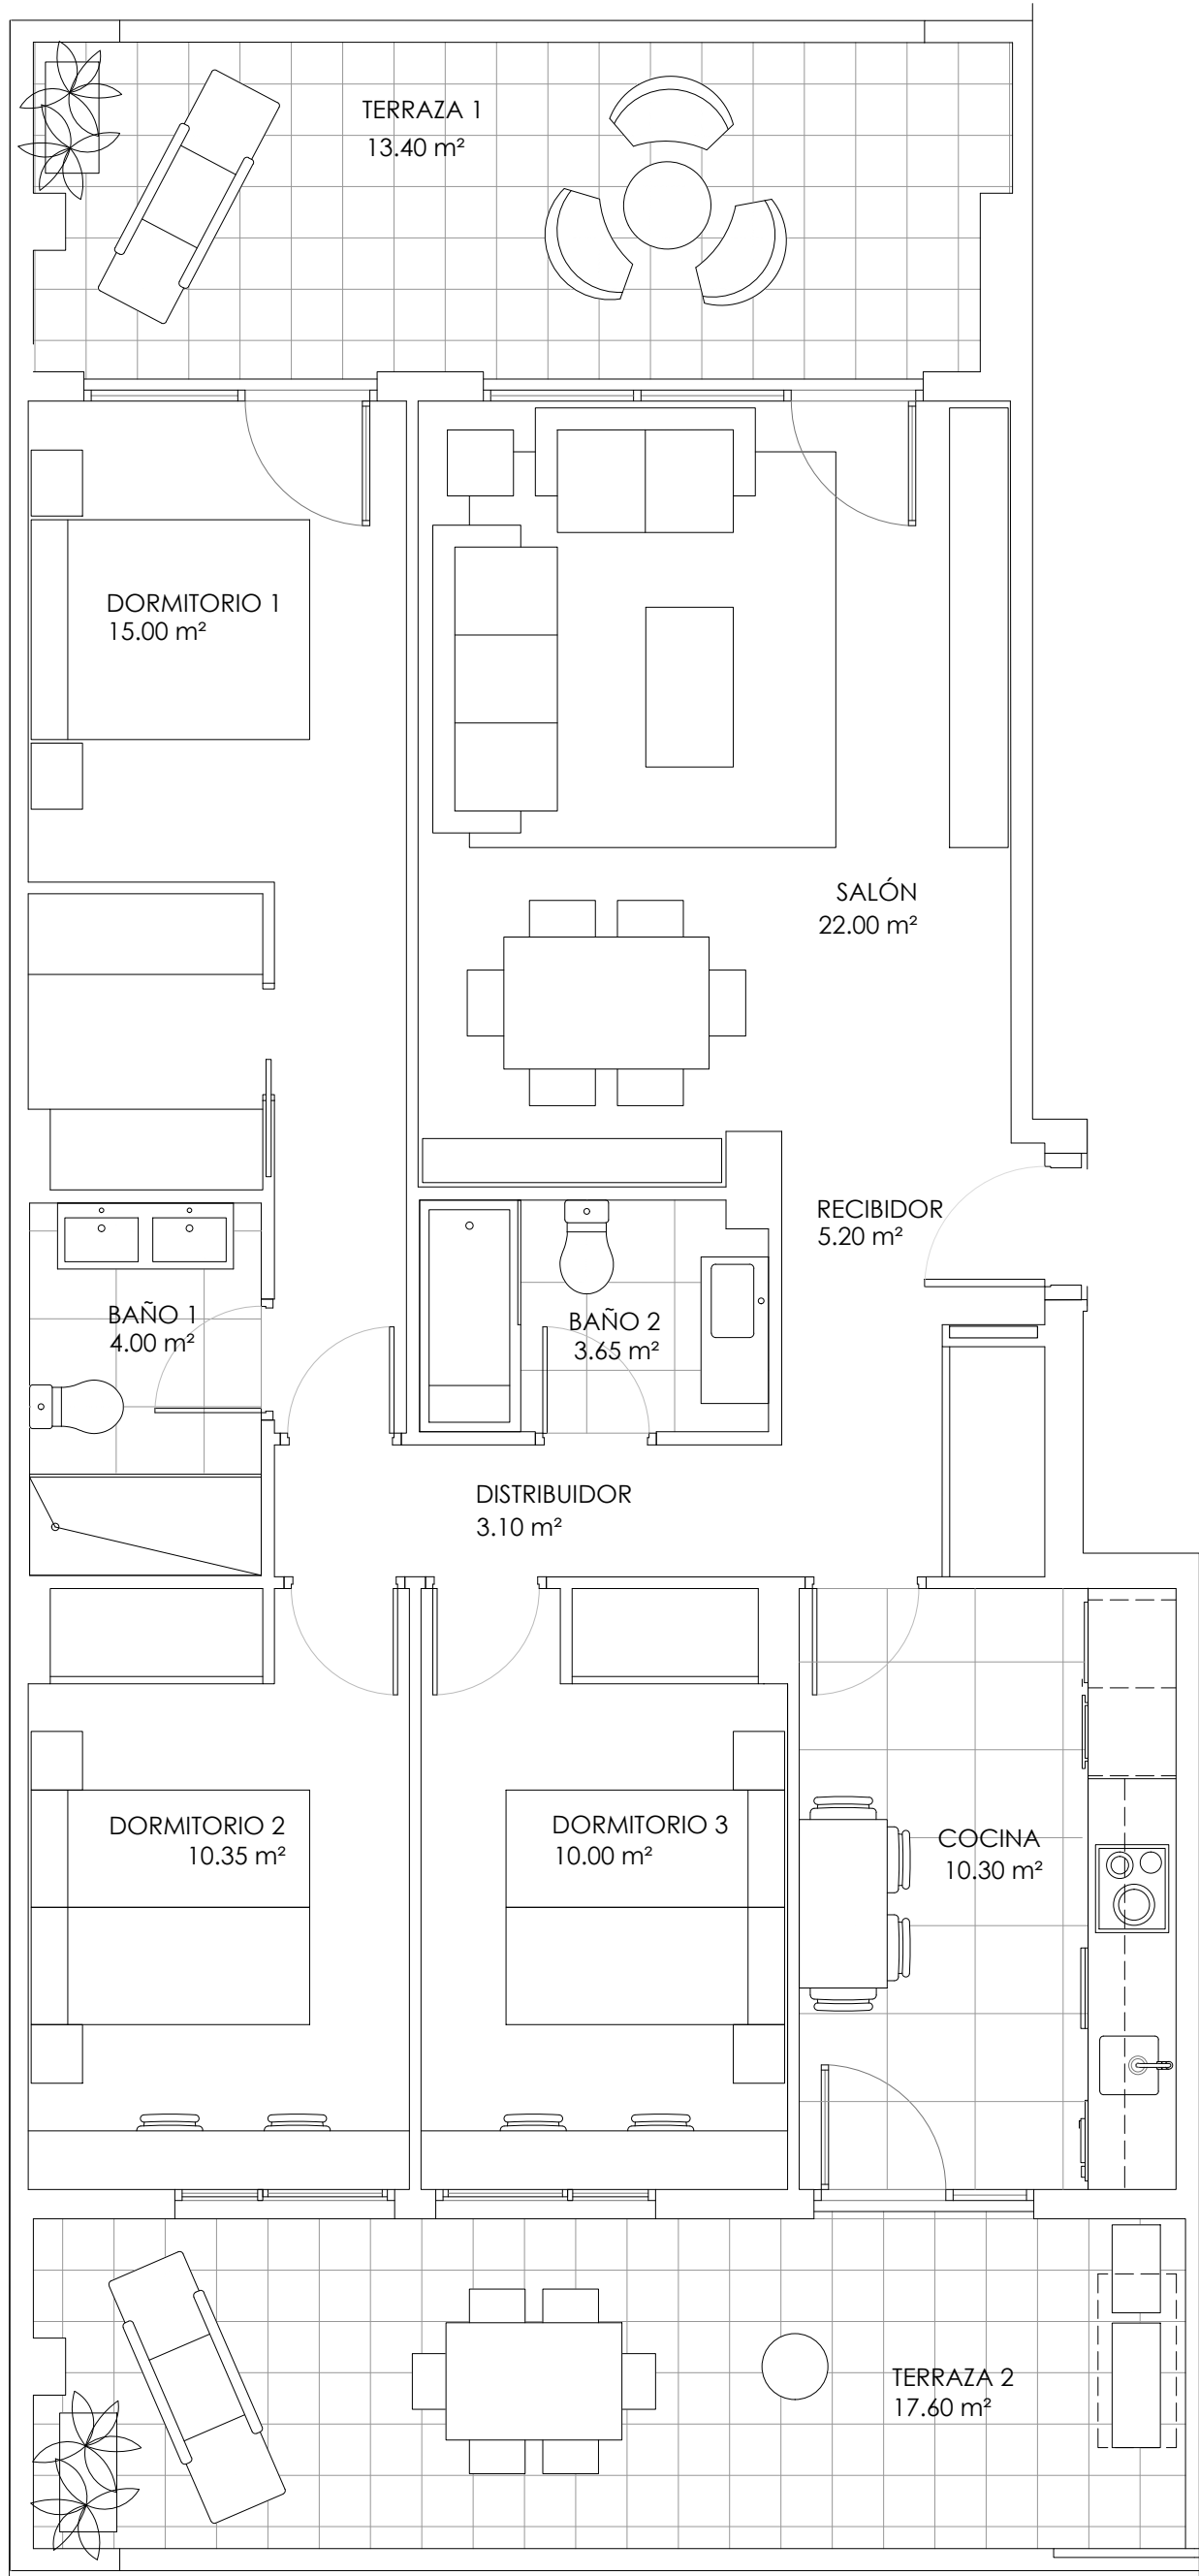 TERRAZA 1
13.40 m²
DORMITORIO 1
15.00 m²
SALÓN
22.00 m²
RECIBIDOR
5.20 m²
BAÑO 1
4.00 m²
BAÑO 2
3.65 m²
DISTRIBUIDOR
3.10 m²
DORMITORIO 2
10.35 m²
DORMITORIO 3
10.00 m²
COCINA
10.30 m²
TERRAZA 2
17.60 m²